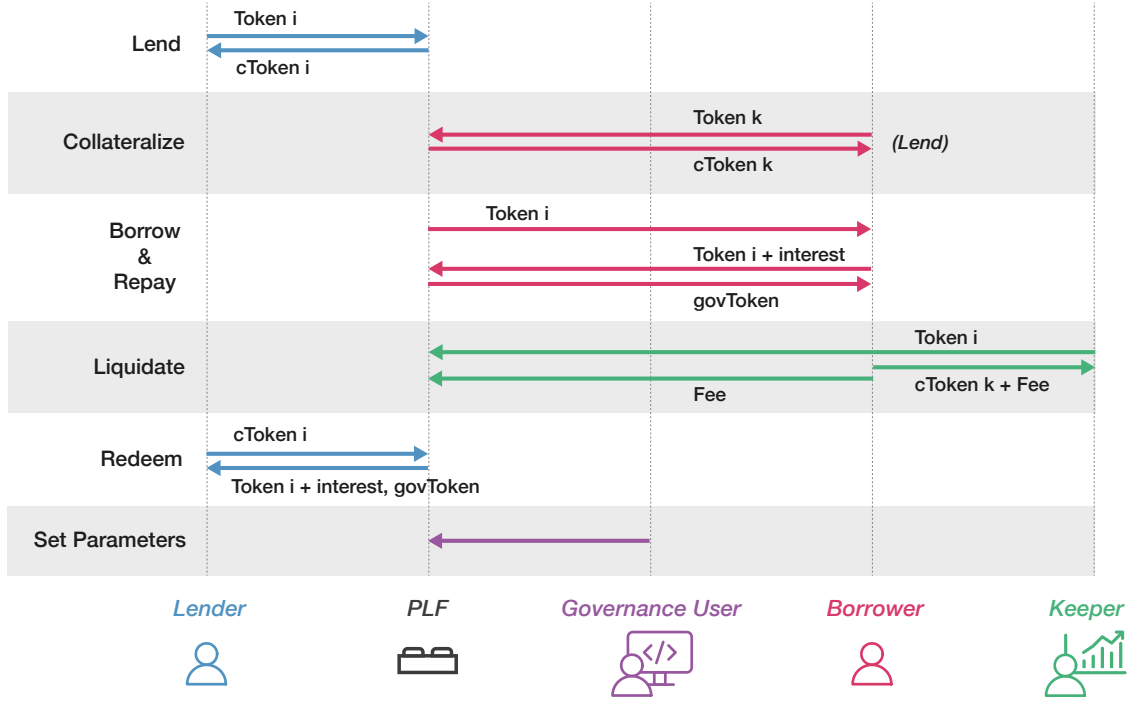 Lend
Token i
cToken i
Collateralize
Token k
cToken k
(Lend)
Borrow
&
Repay
Token i
Token i + interest
govToken
Liquidate
Token i
cToken k + Fee
Fee
Redeem
cToken i
Token i + interest, govToken
Set Parameters
Lender
PLF
Governance User
Borrower
Keeper
</>